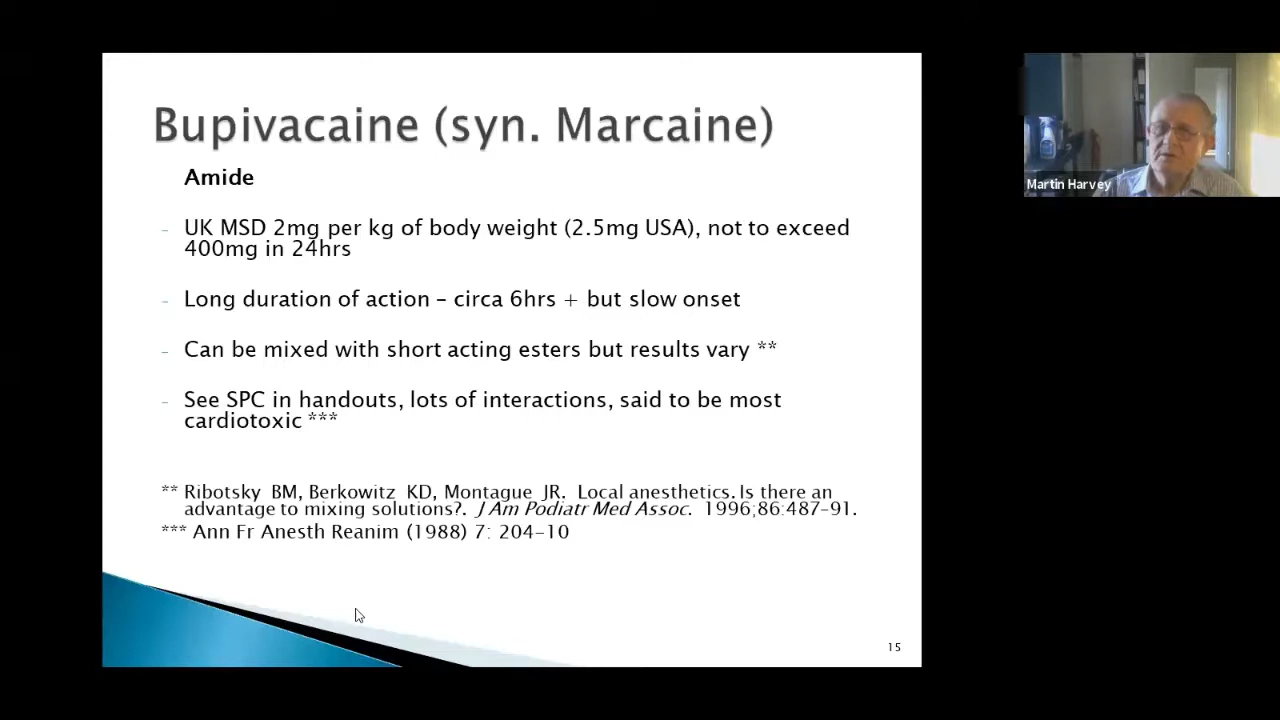 Bupivacaine (syn. Marcaine)
Amide
- UK MSD 2mg per kg of body weight (2.5mg USA), not to exceed
400mg in 24hrs
- Long duration of action – circa 6hrs + but slow onset
- Can be mixed with short acting esters but results vary **
- See SPC in handouts, lots of interactions, said to be most
cardiotoxic ***
** Ribotsky BM, Berkowitz KD, Montague JR. Local anesthetics. Is there an
advantage to mixing solutions?. J Am Podiatr Med Assoc. 1996;86:487-91.
*** Ann Fr Anesth Reanim (1988) 7: 204-10
15
Martin Harvey